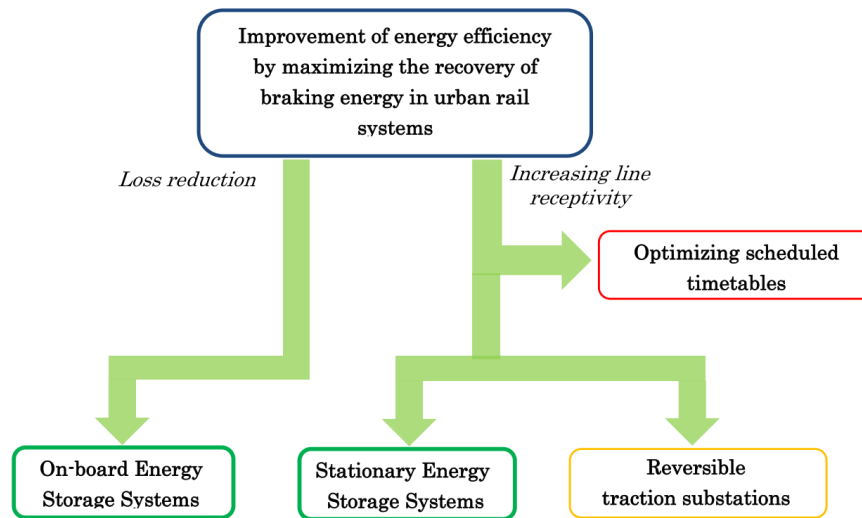 Improvement of energy efficiency
by maximizing the recovery of
braking energy in urban rail
systems
Loss reduction
Increasing line
receptivity
Optimizing scheduled
timetables
On-board Energy
Storage Systems
Stationary Energy
Storage Systems
Reversible
traction substations